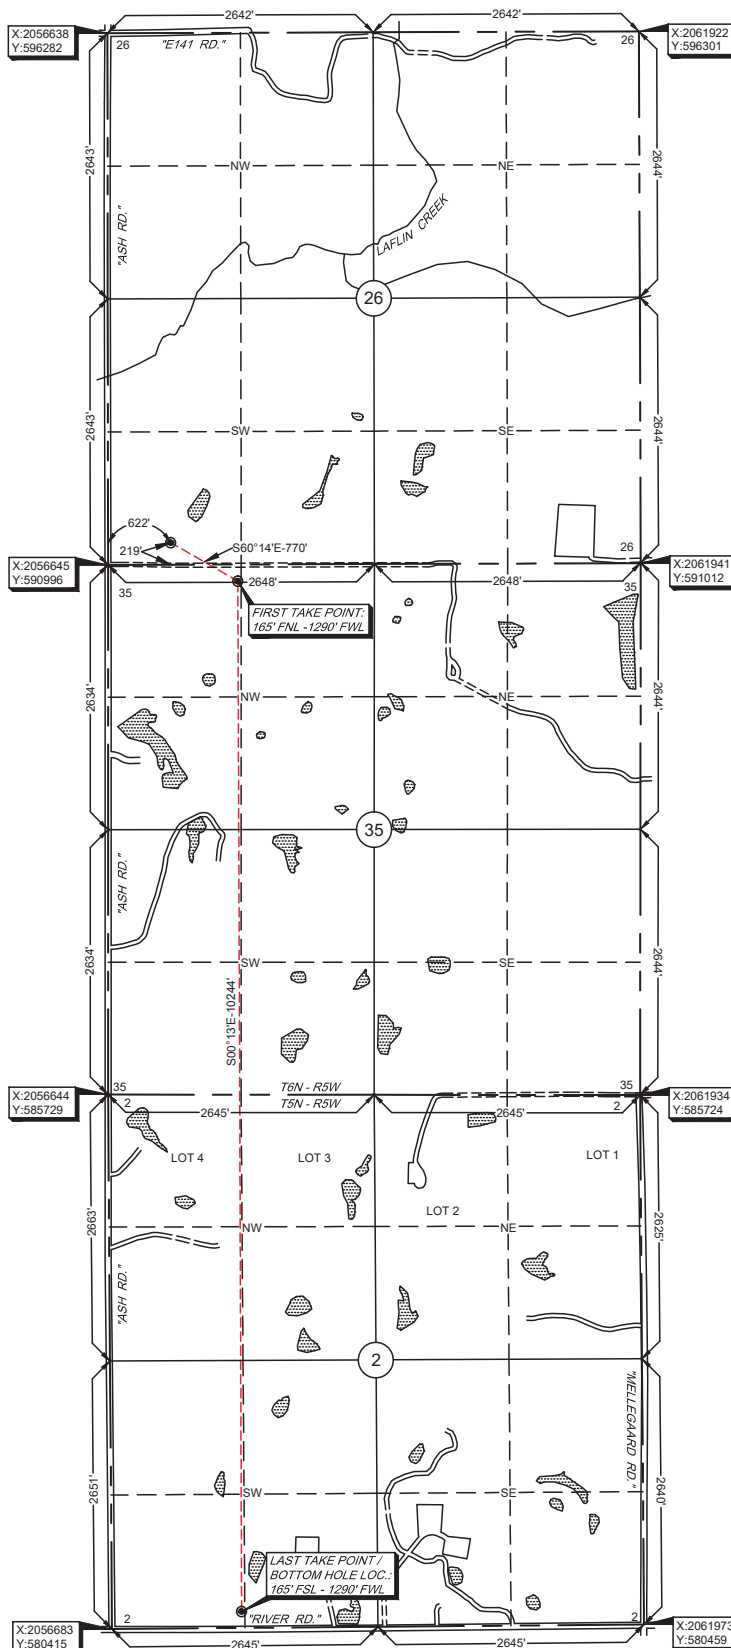 2642'
2642'
X:2056638
Y:596282
X:2061922
Y:596301
26
"E141 RD."
26
2643'
2644'
NW
NE
"ASH RD."
LAFLIN CREEK
26
2643'
2644'
SW
SE
622'
219'
S60°14'E-770'
26
X:2056645
Y:590996
X:2061941
Y:591012
2648'
2648'
35
35
FIRST TAKE POINT:
165' FNL -1290' FWL
2634'
2644'
NW
NE
35
"ASH RD."
2634'
2644'
SW
SE
S00°13'E-10244'
X:2056644
Y:585729
X:2061934
Y:585724
35
T6N - R5W
35
2
T5N - R5W
2
2645'
2645'
LOT 4
LOT 3
LOT 1
LOT 2
2663'
2625'
NW
NE
"ASH RD."
2
"MELLEGAARD RD."
2651'
2640'
SW
SE
LAST TAKE POINT /
BOTTOM HOLE LOC.:
165' FSL - 1290' FWL
2
"RIVER RD."
2
X:2056683
Y:580415
X:2061973
Y:580459
2645'
2645'